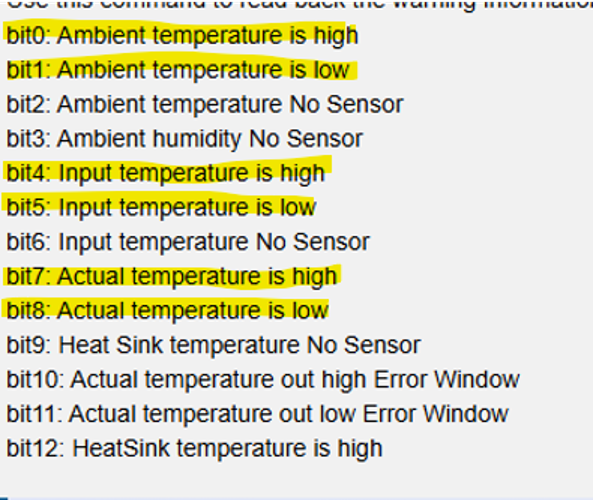 Use this command to read back the warning information
bit0: Ambient temperature is high
bit1: Ambient temperature is low
bit2: Ambient temperature No Sensor
bit3: Ambient humidity No Sensor
bit4: Input temperature is high
bit5: Input temperature is low
bit6: Input temperature No Sensor
bit7: Actual temperature is high
bit8: Actual temperature is low
bit9: Heat Sink temperature No Sensor
bit10: Actual temperature out high Error Window
bit11: Actual temperature out low Error Window
bit12: HeatSink temperature is high